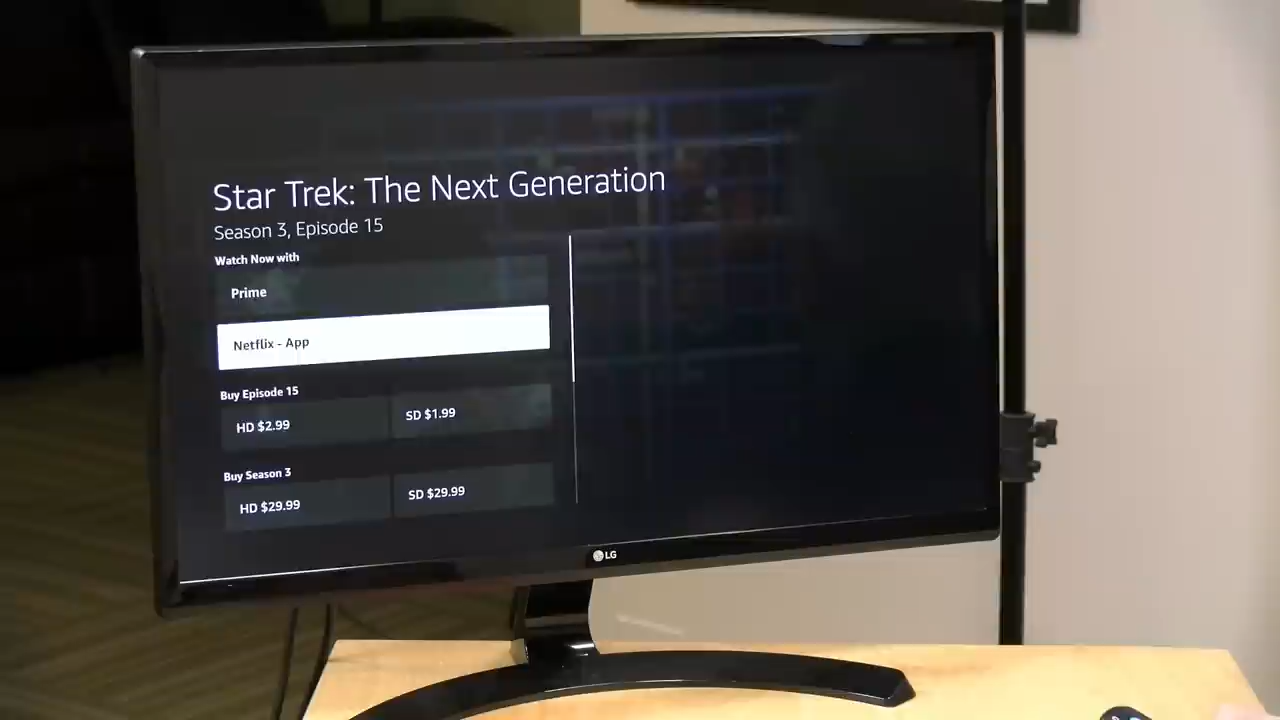 Star Trek: The Next Generation
Season 3, Episode 15
Watch Now with
Prime
Netflix - App
Buy Episode 15
HD $2.99
SD $1.99
Buy Season 3
HD $29.99
SD $29.99
LG